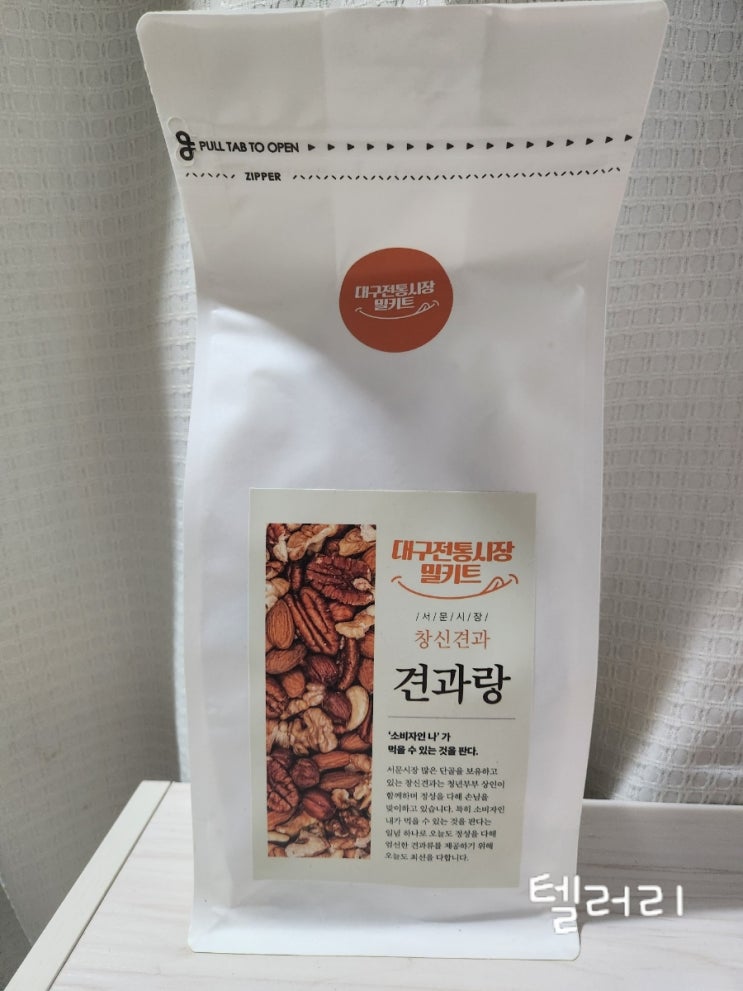 PULL TAB TO OPEN
ZIPPER
대구전통시장
밀키트
대구전통시장
밀키트
/서/문/시/장/
창신견과
견과랑
'소비자인 나'가
먹을 수 있는 것을 판다.
서문시장 많은 단골을 보유하고
있는 창신견과는 청년부부 상인이
함께하며 정성을 다해 손님을
맞이하고 있습니다. 특히 소비자인
내가 먹을 수 있는 것을 판다는
일념 하나로 오늘도 정성을 다해
엄선한 견과류를 제공하기 위해
오늘도 최선을 다합니다.
텔러리